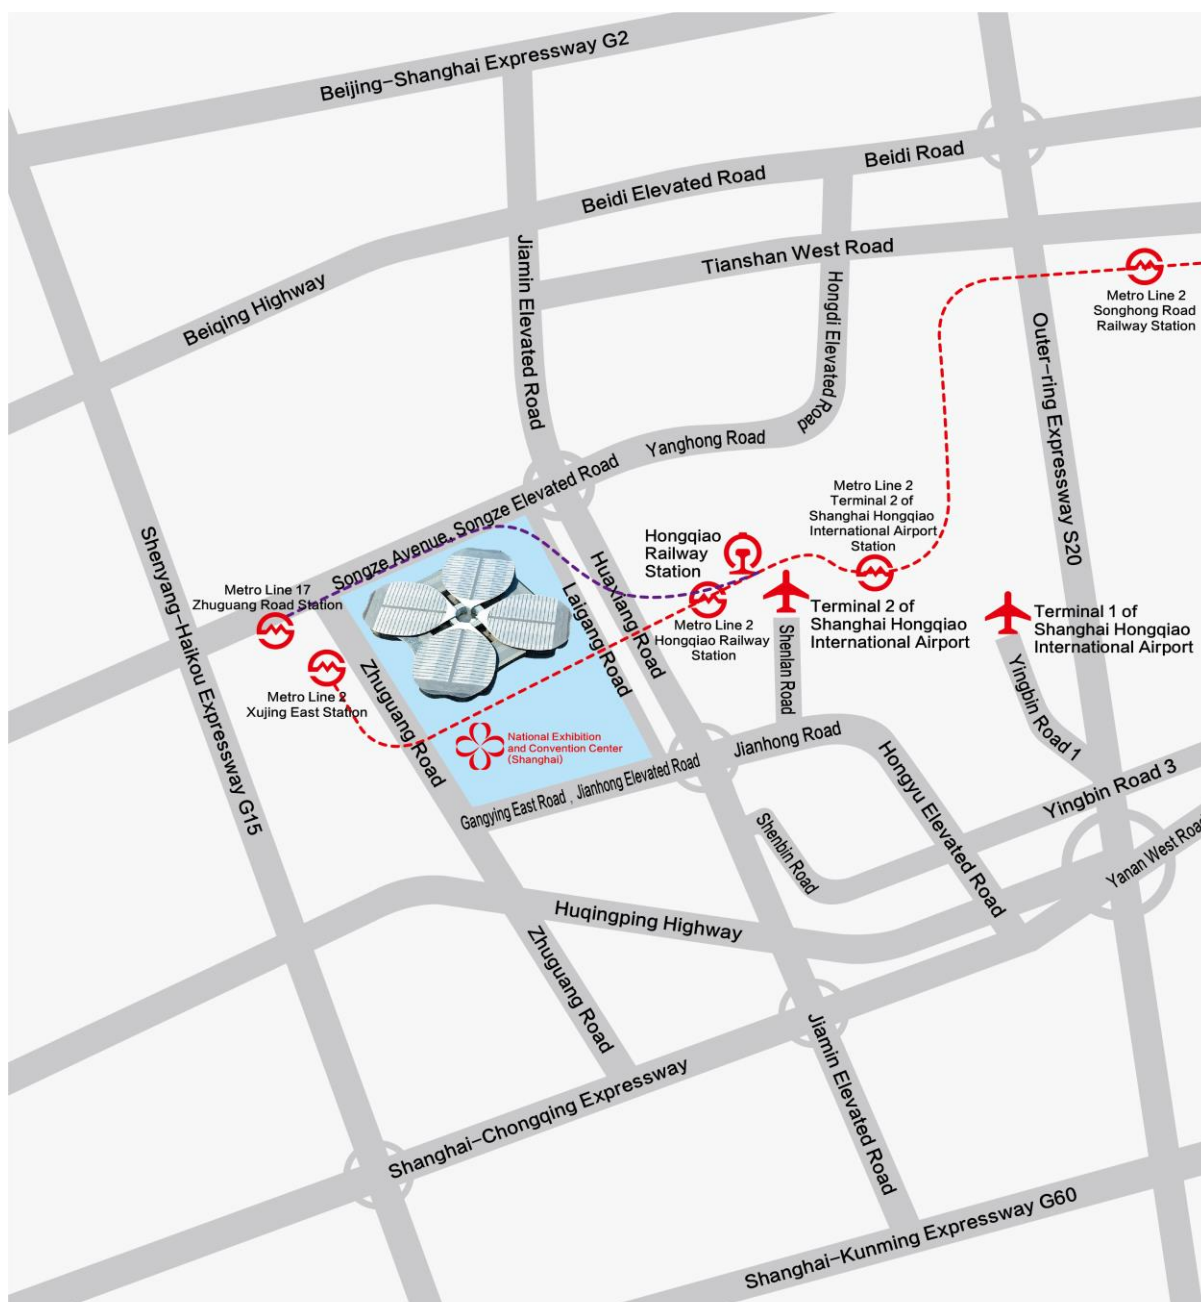 Beijing-Shanghai Expressway G2
Beidi Road
Beidi Elevated Road
Tianshan West Road
Jiamin Elevated Road
Hongdi Elevated Road
Beiqing Highway
Metro Line 2
Songhong Road
Railway Station
Outer-ring Expressway S20
Yanghong Road
Songze Avenue, Songze Elevated Road
Metro Line 2
Terminal 2 of
Shanghai Hongqiao
International Airport
Station
Hongqiao
Railway
Station
Shenyang-Haikou Expressway G15
Metro Line 17
Zhuguang Road Station
Huaxiang Road
Laigang Road
Metro Line 2
Hongqiao Railway
Station
Terminal 2 of
Shanghai Hongqiao
International Airport
Terminal 1 of
Shanghai Hongqiao
International Airport
Shenlan Road
Yingbin Road 1
Metro Line 2
Xujing East Station
Zhuguang Road
National Exhibition
and Convention Center
(Shanghai)
Jianhong Road
Gangying East Road , Jianhong Elevated Road
Hongyu Elevated Road
Yingbin Road 3
Shenbin Road
Yanan West Road
Huqingping Highway
Zhuguang Road
Jiamin Elevated Road
Shanghai-Chongqing Expressway
Shanghai-Kunming Expressway G60